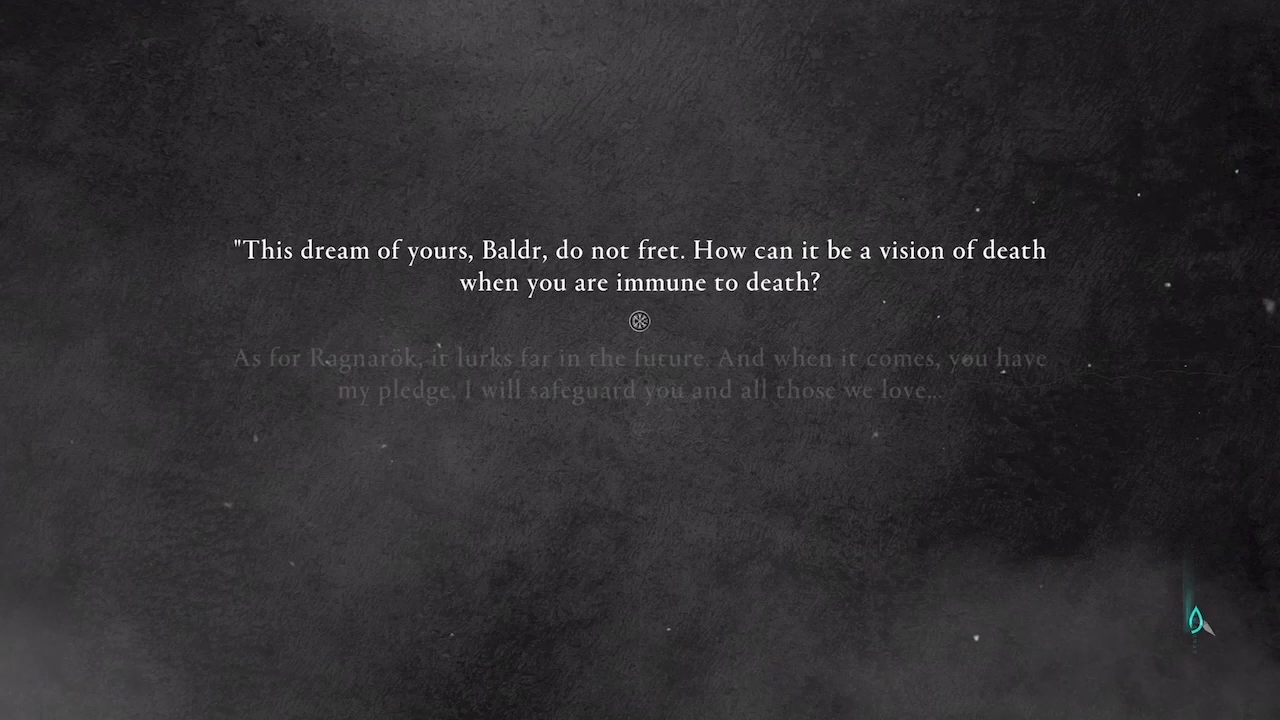 "This dream of yours, Baldr, do not fret. How can it be a vision of death
when you are immune to death?
As for Ragnarök, it lurks far in the future. And when it comes, you have
my pledge. I will safeguard you and all those we love...